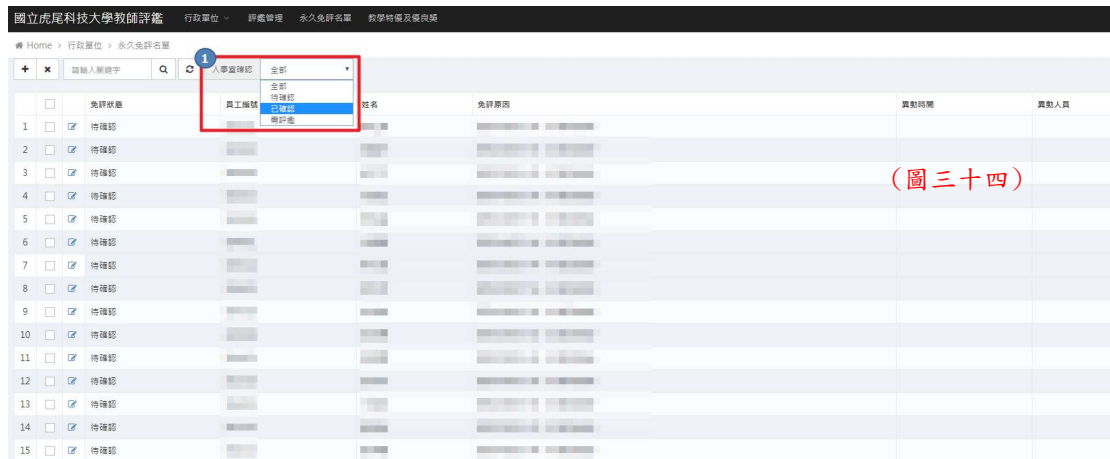 國立虎尾科技大學教師評鑑 行政單位 評鑑管理 永久免評名單 教學特優及優良獎
Home > 行政單位 > 永久免評名單
1
請輸入關鍵字 人事室確認 全部
全部
待確認
已確認
需評鑑
免評狀態 員工編號 姓名 免評原因 異動時間 異動人員
1 待確認
2 待確認
3 待確認
(圖三十四)
4 待確認
5 待確認
6 待確認
7 待確認
8 待確認
9 待確認
10 待確認
11 待確認
12 待確認
13 待確認
14 待確認
15 待確認